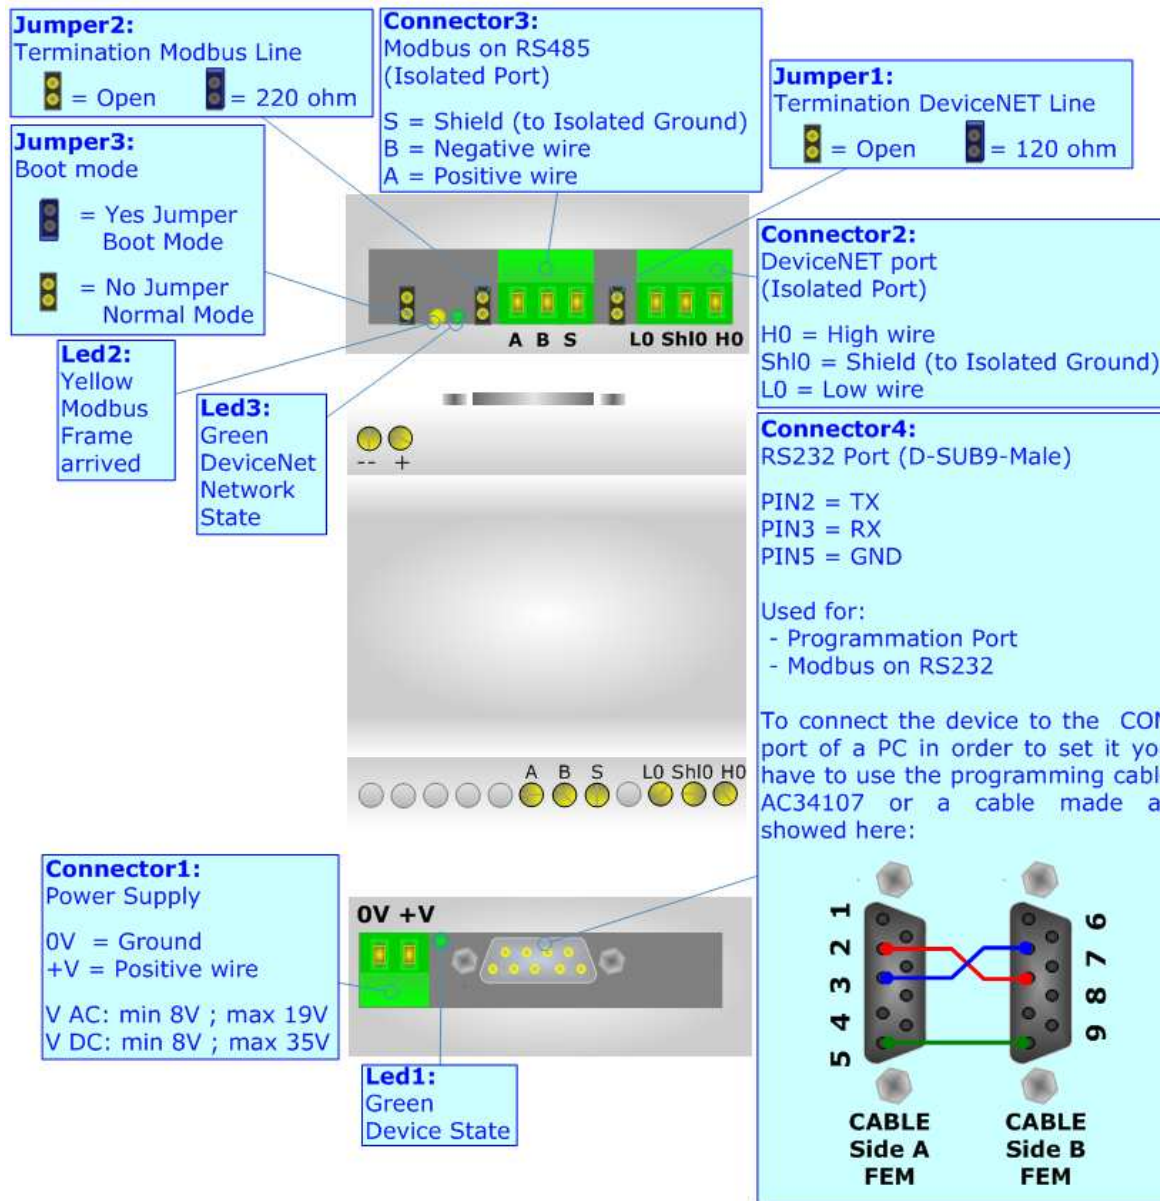 Jumper2:
Termination Modbus Line
= Open = 220 ohm
Jumper3:
Boot mode
= Yes Jumper
Boot Mode
= No Jumper
Normal Mode
Connector3:
Modbus on RS485
(Isolated Port)
S = Shield (to Isolated Ground)
B = Negative wire
A = Positive wire
Jumper1:
Termination DeviceNET Line
= Open = 120 ohm
Connector2:
DeviceNET port
(Isolated Port)
H0 = High wire
Shl0 = Shield (to Isolated Ground)
L0 = Low wire
A B S L0 Shl0 H0
Led2:
Yellow
Modbus
Frame
arrived
Led3:
Green
DeviceNet
Network
State
-- +
Connector4:
RS232 Port (D-SUB9-Male)
PIN2 = TX
PIN3 = RX
PIN5 = GND
Used for:
- Programmation Port
- Modbus on RS232
To connect the device to the
port of a PC in order to set it
have to use the programming
AC34107 or a cable made
showed here:
A B S L0 Shl0 H0
Connector1:
Power Supply
0V = Ground
+V = Positive wire
V AC: min 8V ; max 19V
V DC: min 8V ; max 35V
0V +V
Led1:
Green
Device State
1
2
3
4
5
6
7
8
9
CABLE
Side A
FEM
CABLE
Side B
FEM